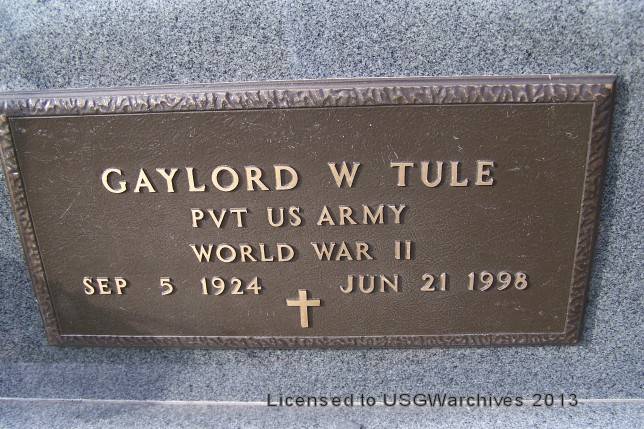 GAYLORD W TULE
PVT US ARMY
WORLD WAR II
SEP 5 1924 JUN 21 1998
Licensed to USGWarchives 2013